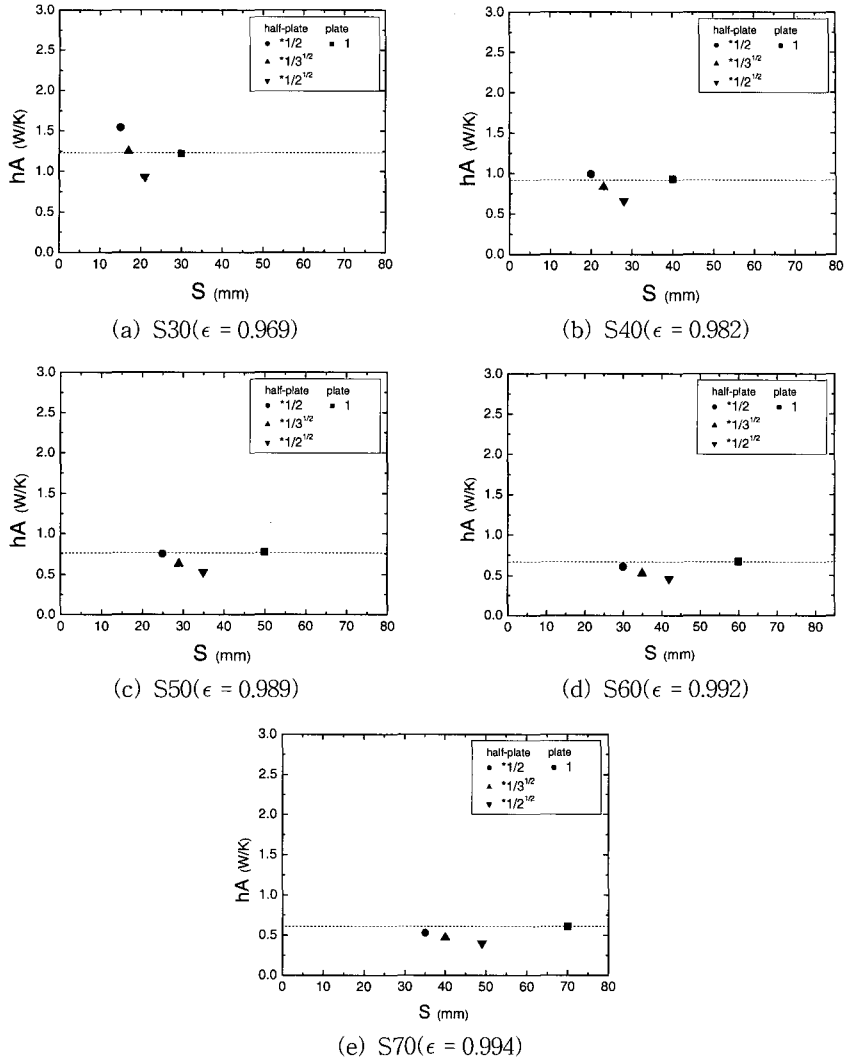 half-plate plate
*1/2 1
*1/3^1/2
*1/2^1/2
3.0
2.5
2.0
1.5
1.0
0.5
0.0
hA (W/K)
0 10 20 30 40 50 60 70 80
S (mm)
(a) S30(ϵ = 0.969)
half-plate plate
*1/2 1
*1/3^1/2
*1/2^1/2
3.0
2.5
2.0
1.5
1.0
0.5
0.0
hA (W/K)
0 10 20 30 40 50 60 70 80
S (mm)
(b) S40(ϵ = 0.982)
half-plate plate
*1/2 1
*1/3^1/2
*1/2^1/2
3.0
2.5
2.0
1.5
1.0
0.5
0.0
hA (W/K)
0 10 20 30 40 50 60 70 80
S (mm)
(c) S50(ϵ = 0.989)
half-plate plate
*1/2 1
*1/3^1/2
*1/2^1/2
3.0
2.5
2.0
1.5
1.0
0.5
0.0
hA (W/K)
0 10 20 30 40 50 60 70 80
S (mm)
(d) S60(ϵ = 0.992)
half-plate plate
*1/2 1
*1/3^1/2
*1/2^1/2
3.0
2.5
2.0
1.5
1.0
0.5
0.0
hA (W/K)
0 10 20 30 40 50 60 70 80
S (mm)
(e) S70(ϵ = 0.994)